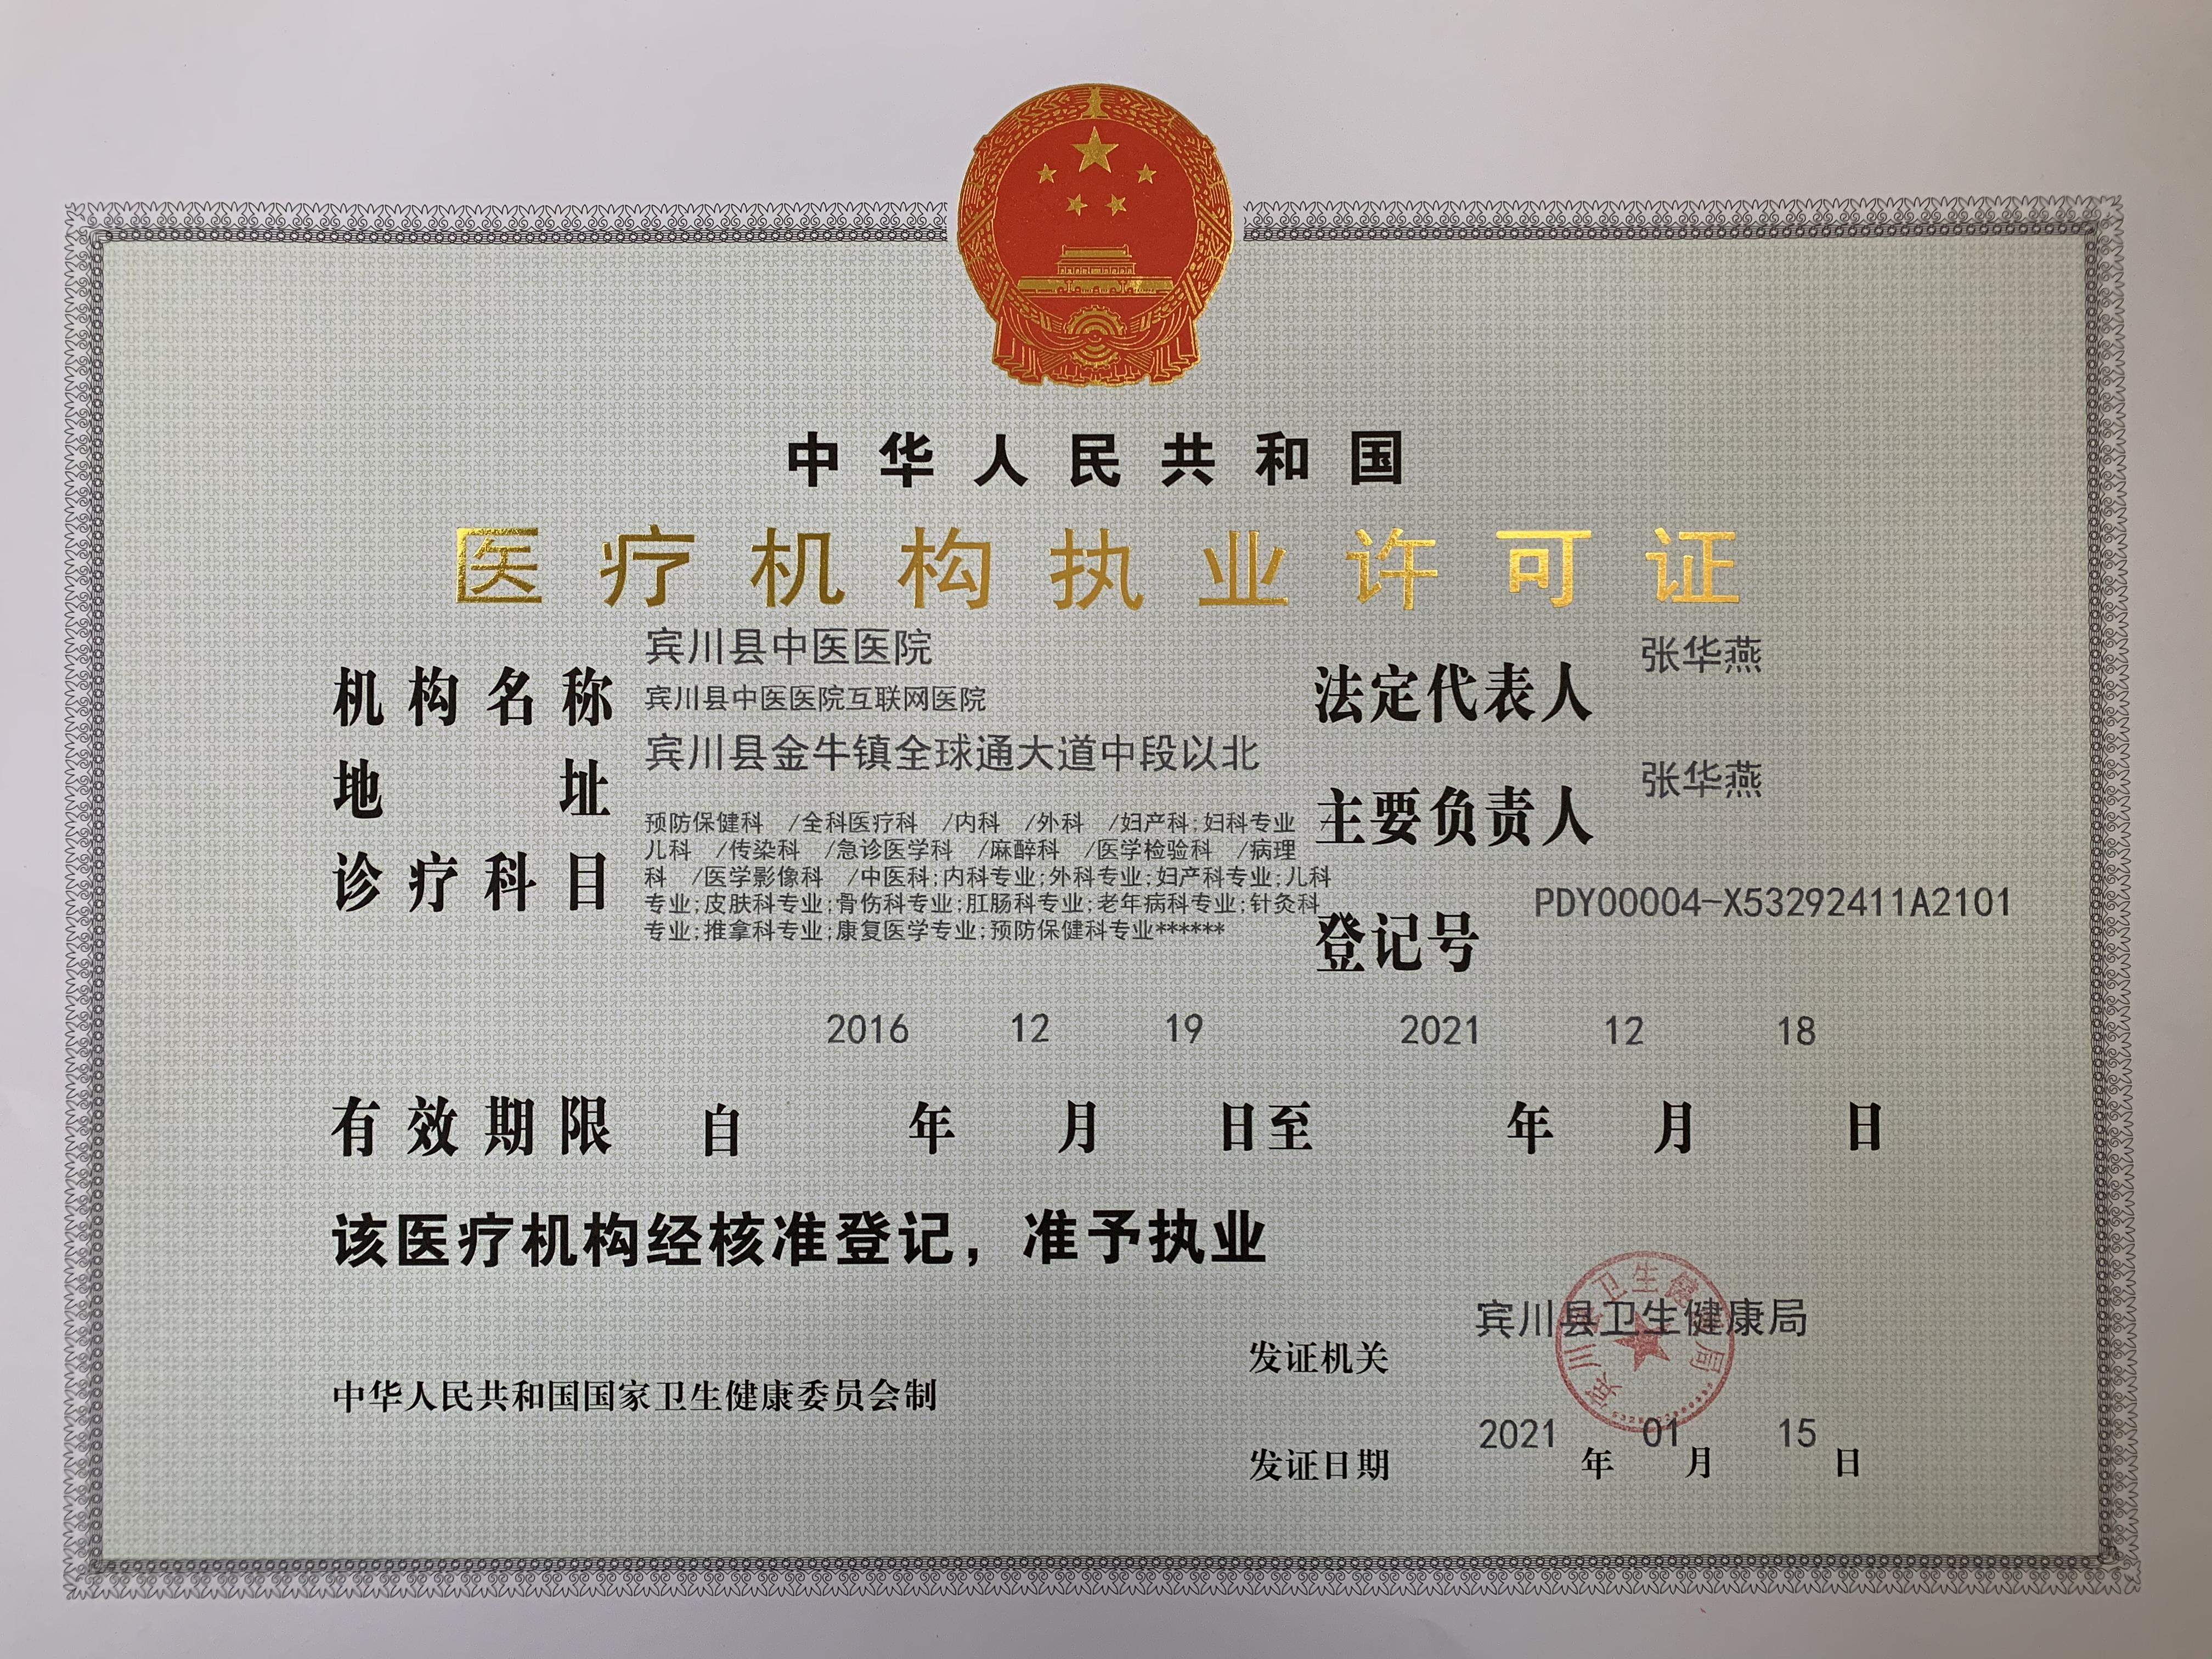 中华人民共和国
医疗机构执业许可证
机构名称 宾川县中医医院
宾川县中医医院互联网医院
地址 宾川县金牛镇全球通大道中段以北
诊疗科目 预防保健科 /全科医疗科 /内科 /外科 /妇产科;妇科专业 /
儿科 /传染科 /急诊医学科 /麻醉科 /医学检验科 /病理
科 /医学影像科 /中医科;内科专业;外科专业;妇产科专业;儿科
专业;皮肤科专业;骨伤科专业;肛肠科专业;老年病科专业;针灸科
专业;推拿科专业;康复医学专业;预防保健科专业******
法定代表人 张华燕
主要负责人 张华燕
登记号 PDY00004-X53292411A2101
有效期限 自 2016 年 12 月 19 日至 2021 年 12 月 18 日
该医疗机构经核准登记，准予执业
发证机关 宾川县卫生健康局
宾川县卫生健康局
中华人民共和国国家卫生健康委员会制
发证日期 2021 年 01 月 15 日